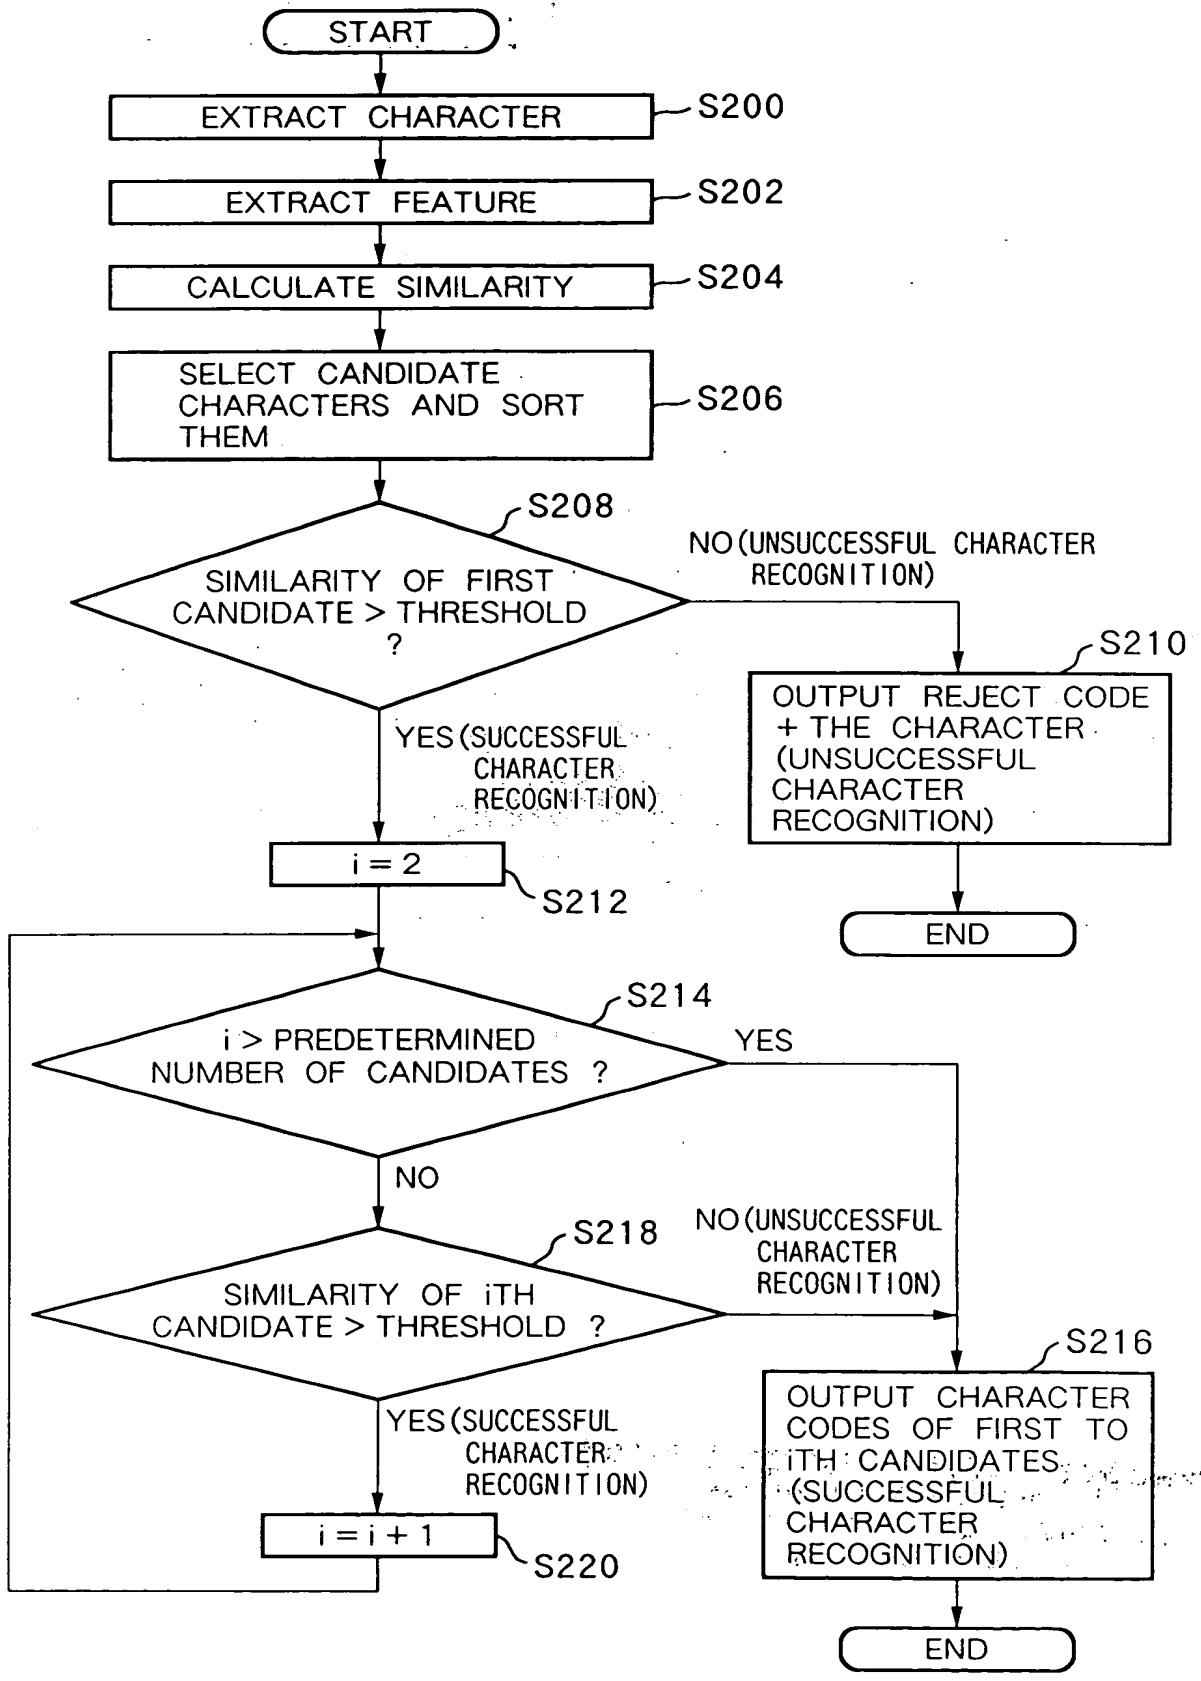 START
EXTRACT CHARACTER
S200
EXTRACT FEATURE
S202
CALCULATE SIMILARITY
S204
SELECT CANDIDATE
CHARACTERS AND SORT
THEM
S206
S208
SIMILARITY OF FIRST
CANDIDATE > THRESHOLD
?
NO (UNSUCCESSFUL CHARACTER
RECOGNITION)
S210
OUTPUT REJECT CODE
+ THE CHARACTER
(UNSUCCESSFUL
CHARACTER
RECOGNITION)
END
YES (SUCCESSFUL
CHARACTER
RECOGNITION)
i = 2
S212
S214
i > PREDETERMINED
NUMBER OF CANDIDATES ?
YES
NO
S218
SIMILARITY OF iTH
CANDIDATE > THRESHOLD ?
NO (UNSUCCESSFUL
CHARACTER
RECOGNITION)
S216
OUTPUT CHARACTER
CODES OF FIRST TO
iTH CANDIDATES
(SUCCESSFUL
CHARACTER
RECOGNITION)
END
YES (SUCCESSFUL
CHARACTER
RECOGNITION)
i = i + 1
S220